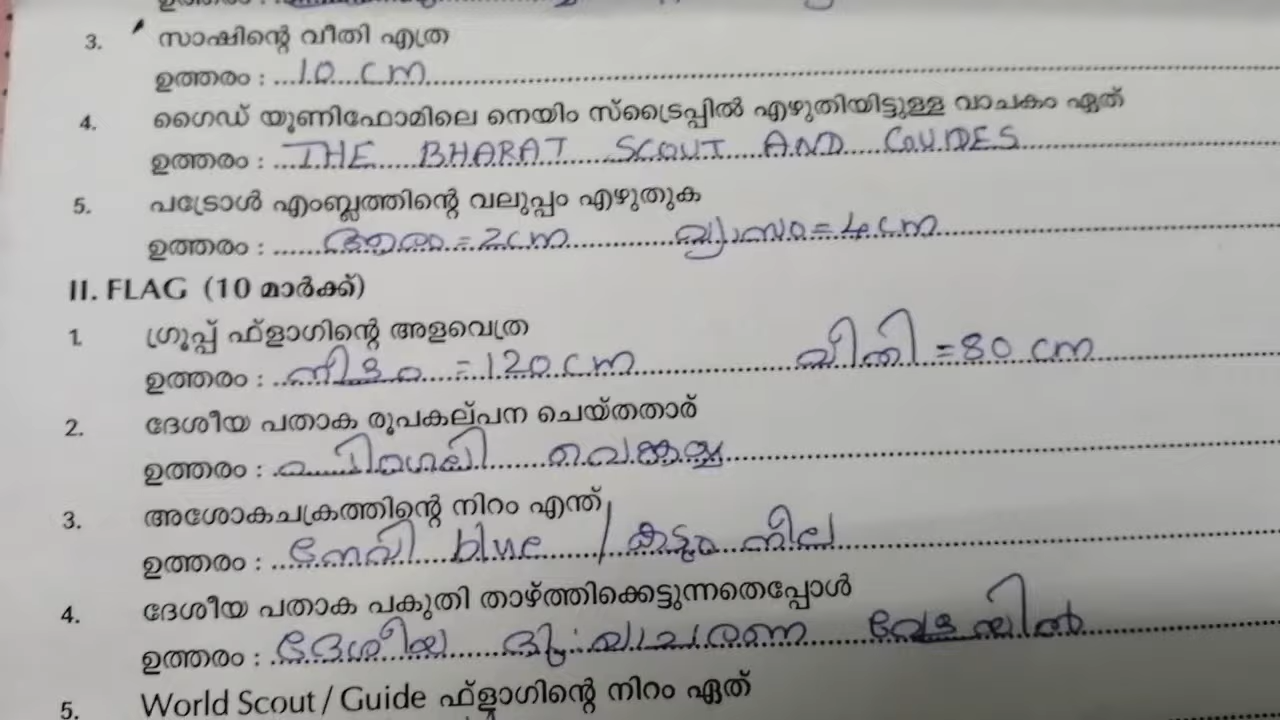 3. സാഷിന്റെ വീതി എത്ര
ഉത്തരം : 10 cm
4. ഗൈഡ് യൂണിഫോമിലെ നെയിം സ്ട്രൈപ്പിൽ എഴുതിയിട്ടുള്ള വാചകം ഏത്
ഉത്തരം : THE BHARAT SCOUT AND GUIDES
5. പട്രോൾ എംബ്ലത്തിന്റെ വലുപ്പം എഴുതുക
ഉത്തരം : ആരം = 2cm വ്യാസം = 4cm
II. FLAG (10 മാർക്ക്)
1. ഗ്രൂപ്പ് ഫ്ളാഗിന്റെ അളവെത്ര
ഉത്തരം : നീളം = 120 cm വീതി = 80 cm
2. ദേശീയ പതാക രൂപകല്പന ചെയ്തതാര്
ഉത്തരം : പിംഗലി വെങ്കയ്യ
3. അശോകചക്രത്തിന്റെ നിറം എന്ത്
ഉത്തരം : നേവി blue / കടും നീല
4. ദേശീയ പതാക പകുതി താഴ്ത്തിക്കെട്ടുന്നതെപ്പോൾ
ഉത്തരം : ദേശീയ ദു:ഖാചരണ വേളയിൽ
5. World Scout / Guide ഫ്ളാഗിന്റെ നിറം ഏത്